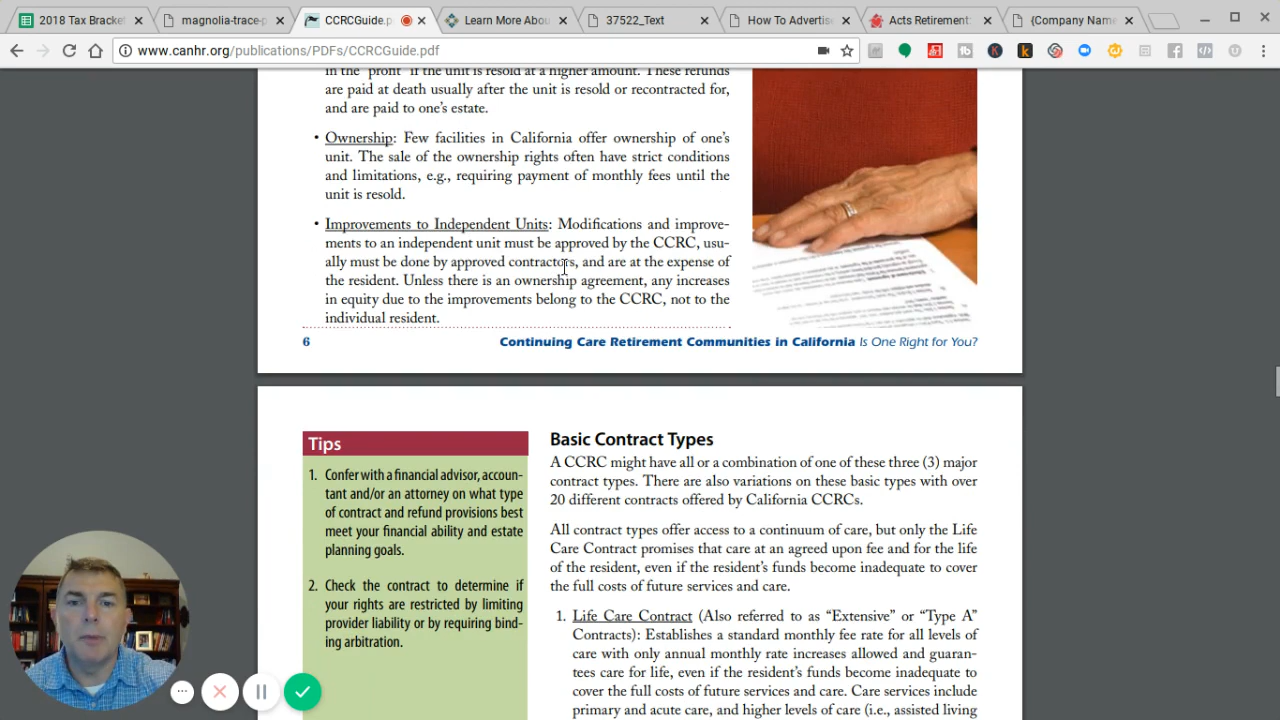 2018 Tax Bracket
magnolia-trace-p
CCRCGuide.p
Learn More Abou
37522_Text
How To Advertise
Acts Retirement
{Company Name
www.canhr.org/publications/PDFs/CCRCGuide.pdf
in the "profit" if the unit is resold at a higher amount. These refunds
are paid at death usually after the unit is resold or recontracted for,
and are paid to one's estate.
• Ownership: Few facilities in California offer ownership of one's
unit. The sale of the ownership rights often have strict conditions
and limitations, e.g., requiring payment of monthly fees until the
unit is resold.
• Improvements to Independent Units: Modifications and improve-
ments to an independent unit must be approved by the CCRC, usu-
ally must be done by approved contractors, and are at the expense of
the resident. Unless there is an ownership agreement, any increases
in equity due to the improvements belong to the CCRC, not to the
individual resident.
6 Continuing Care Retirement Communities in California Is One Right for You?
Tips
1. Confer with a financial advisor, accoun-
tant and/or an attorney on what type
of contract and refund provisions best
meet your financial ability and estate
planning goals.
2. Check the contract to determine if
your rights are restricted by limiting
provider liability or by requiring bind-
ing arbitration.
Basic Contract Types
A CCRC might have all or a combination of one of these three (3) major
contract types. There are also variations on these basic types with over
20 different contracts offered by California CCRCs.
All contract types offer access to a continuum of care, but only the Life
Care Contract promises that care at an agreed upon fee and for the life
of the resident, even if the resident's funds become inadequate to cover
the full costs of future services and care.
1. Life Care Contract (Also referred to as “Extensive” or “Type A”
Contracts): Establishes a standard monthly fee rate for all levels of
care with only annual monthly rate increases allowed and guaran-
tees care for life, even if the resident's funds become inadequate to
cover the full costs of future services and care. Care services include
primary and acute care, and higher levels of care (i.e., assisted living